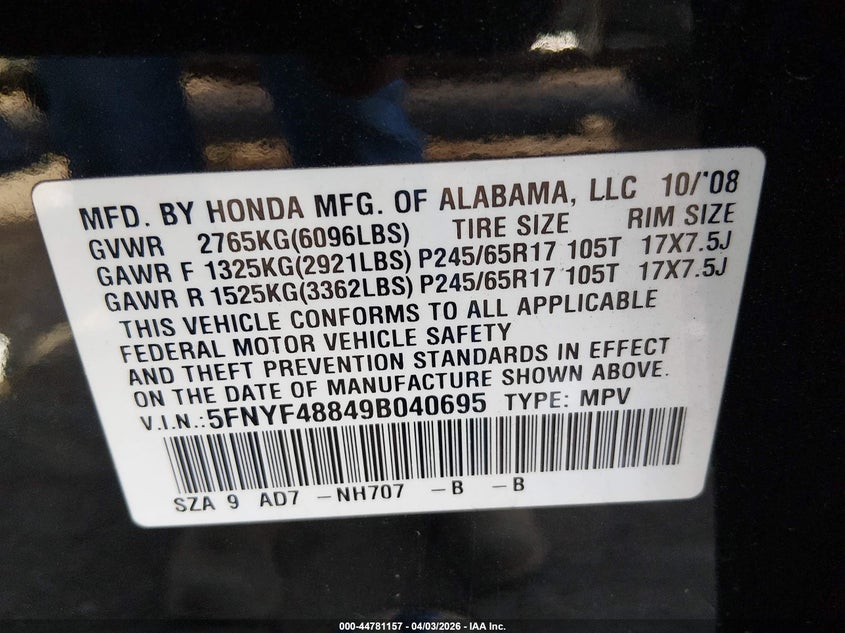 MFD. BY HONDA MFG. OF ALABAMA, LLC 10/'08
GVWR 2765KG(6096LBS) TIRE SIZE RIM SIZE
GAWR F 1325KG(2921LBS) P245/65R17 105T 17X7.5J
GAWR R 1525KG(3362LBS) P245/65R17 105T 17X7.5J
THIS VEHICLE CONFORMS TO ALL APPLICABLE
FEDERAL MOTOR VEHICLE SAFETY
AND THEFT PREVENTION STANDARDS IN EFFECT
ON THE DATE OF MANUFACTURE SHOWN ABOVE.
V.I.N.:5FNYF48849B040695 TYPE: MPV
SZA 9 AD7 -NH707 -B -B
000-44781157 - 04/03/2026 - IAA Inc.